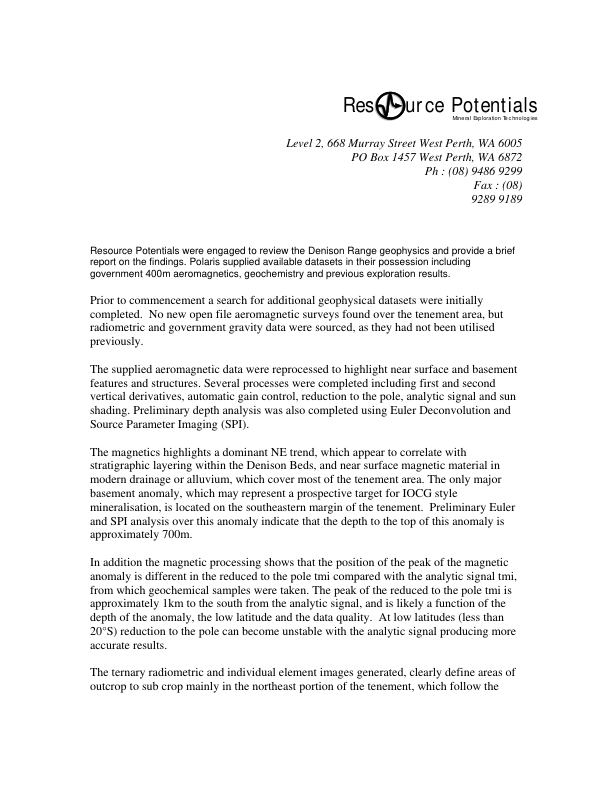 Resource Potentials
Mineral Exploration Technologies
Level 2, 668 Murray Street West Perth, WA 6005
PO Box 1457 West Perth, WA 6872
Ph : (08) 9486 9299
Fax : (08)
9289 9189
Resource Potentials were engaged to review the Denison Range geophysics and provide a brief
report on the findings. Polaris supplied available datasets in their possession including
government 400m aeromagnetics, geochemistry and previous exploration results.
Prior to commencement a search for additional geophysical datasets were initially
completed.  No new open file aeromagnetic surveys found over the tenement area, but
radiometric and government gravity data were sourced, as they had not been utilised
previously.
The supplied aeromagnetic data were reprocessed to highlight near surface and basement
features and structures. Several processes were completed including first and second
vertical derivatives, automatic gain control, reduction to the pole, analytic signal and sun
shading. Preliminary depth analysis was also completed using Euler Deconvolution and
Source Parameter Imaging (SPI).
The magnetics highlights a dominant NE trend, which appear to correlate with
stratigraphic layering within the Denison Beds, and near surface magnetic material in
modern drainage or alluvium, which cover most of the tenement area. The only major
basement anomaly, which may represent a prospective target for IOCG style
mineralisation, is located on the southeastern margin of the tenement.  Preliminary Euler
and SPI analysis over this anomaly indicate that the depth to the top of this anomaly is
approximately 700m.
In addition the magnetic processing shows that the position of the peak of the magnetic
anomaly is different in the reduced to the pole tmi compared with the analytic signal tmi,
from which geochemical samples were taken. The peak of the reduced to the pole tmi is
approximately 1km to the south from the analytic signal, and is likely a function of the
depth of the anomaly, the low latitude and the data quality.  At low latitudes (less than
20°S) reduction to the pole can become unstable with the analytic signal producing more
accurate results.
The ternary radiometric and individual element images generated, clearly define areas of
outcrop to sub crop mainly in the northeast portion of the tenement, which follow the